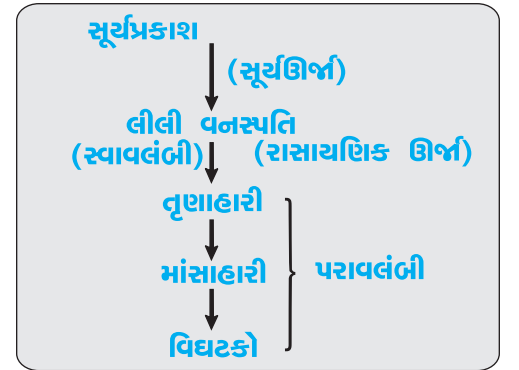 સૂર્યપ્રકાશ
(સૂર્યઊર્જા)
લીલી વનસ્પતિ
(સ્વાવલંબી) (રાસાયણિક ઊર્જા)
તૃણાહારી
માંસાહારી
પરાવલંબી
વિઘટકો